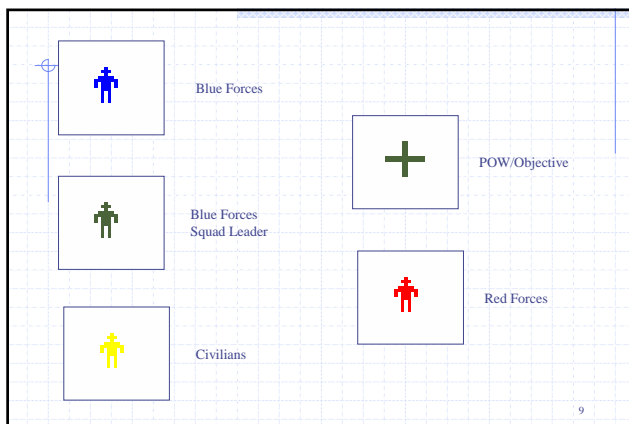 Blue Forces
Blue Forces
Squad Leader
Civilians
POW/Objective
Red Forces
9